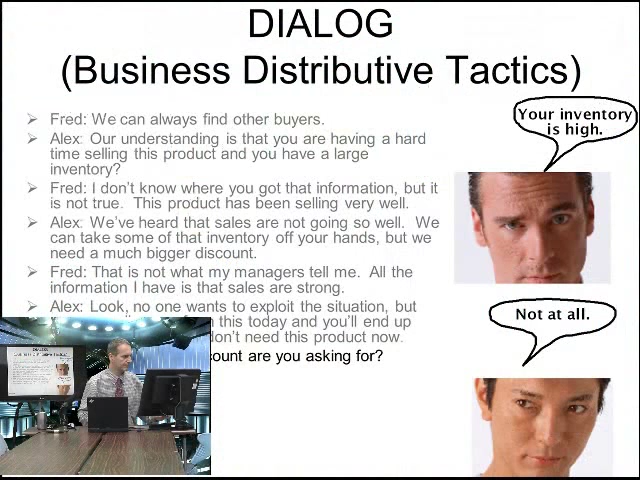 DIALOG
(Business Distributive Tactics)
Fred: We can always find other buyers.
Alex: Our understanding is that you are having a hard
time selling this product and you have a large
inventory?
Fred: I don't know where you got that information, but it
is not true. This product has been selling very well.
Alex: We've heard that sales are not going so well. We
can take some of that inventory off your hands, but we
need a much bigger discount.
Fred: That is not what my managers tell me. All the
information I have is that sales are strong.
Alex: Look, no one wants to exploit the situation, but
this today and you'll end up
don't need this product now.
are you asking for?
Your inventory
is high.
Not at all.
DIALOG